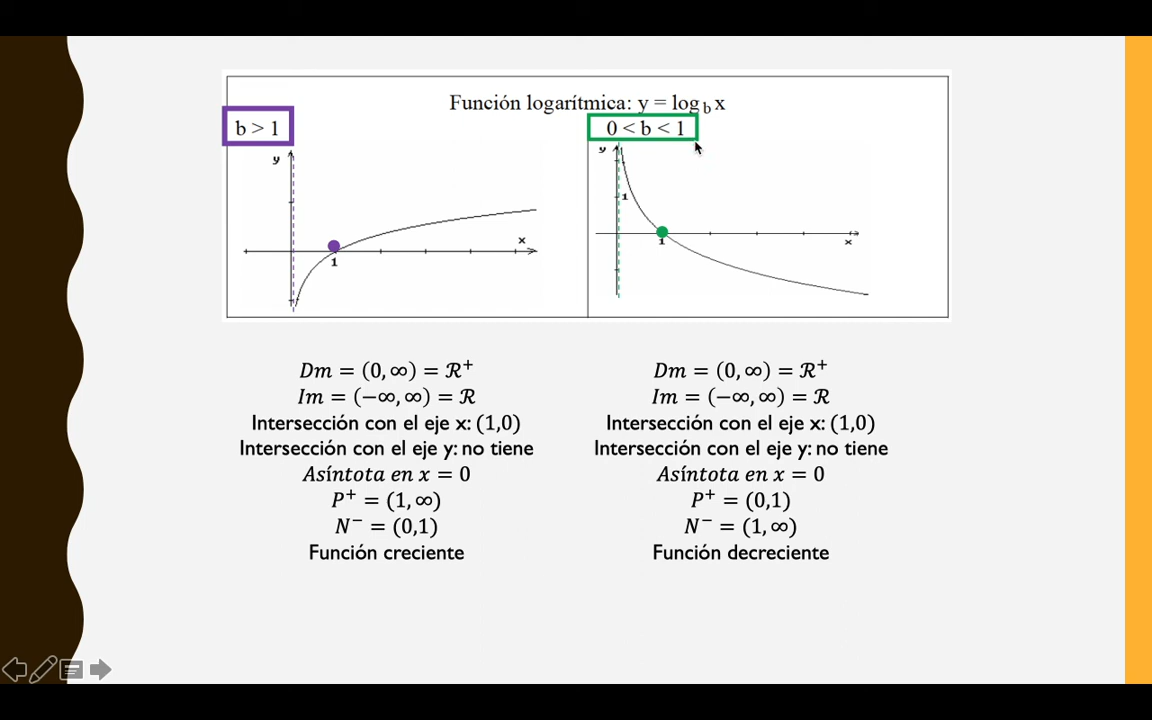 Función logarítmica: y = log b x
b > 1
0 < b < 1
y
x
1
y
1
1
x
Dm = (0, ∞) = ℛ⁺
Im = (−∞, ∞) = ℛ
Intersección con el eje x: (1,0)
Intersección con el eje y: no tiene
Asíntota en x = 0
P⁺ = (1, ∞)
N⁻ = (0,1)
Función creciente
Dm = (0, ∞) = ℛ⁺
Im = (−∞, ∞) = ℛ
Intersección con el eje x: (1,0)
Intersección con el eje y: no tiene
Asíntota en x = 0
P⁺ = (0,1)
N⁻ = (1, ∞)
Función decreciente